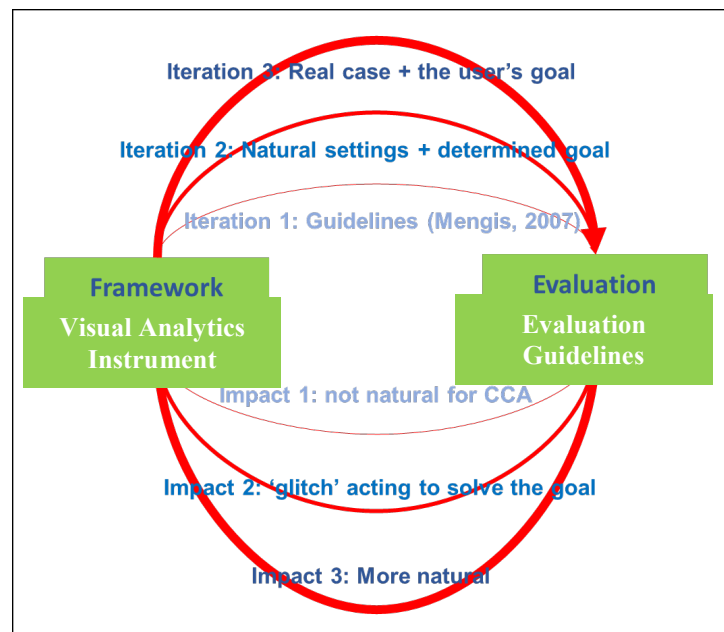 Iteration 3: Real case + the user's goal
Iteration 2: Natural settings + determined goal
Iteration 1: Guidelines (Mengis, 2007)
Framework
Visual Analytics
Instrument
Evaluation
Evaluation
Guidelines
Impact 1: not natural for CCA
Impact 2: ‘glitch’ acting to solve the goal
Impact 3: More natural